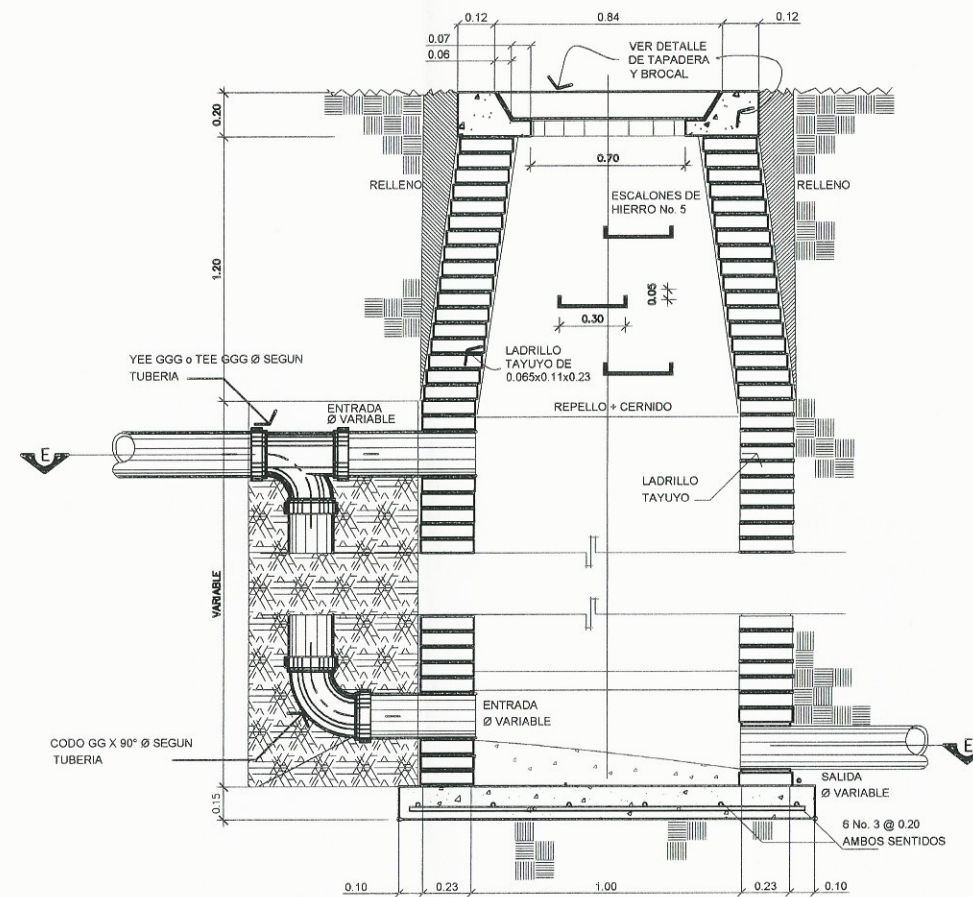 0.12
0.84
0.12
0.07
0.06
VER DETALLE
DE TAPADERA
Y BROCAL
0.20
0.70
RELLENO
RELLENO
ESCALONES DE
HIERRO No. 5
1.20
0.05
0.30
LADRILLO
TAYUYO DE
0.065x0.11x0.23
YEE GGG o TEE GGG Ø SEGUN
TUBERIA
ENTRADA
Ø VARIABLE
REPELLO + CERNIDO
E
LADRILLO
TAYUYO
VARIABLE
ENTRADA
Ø VARIABLE
CODO GG X 90° Ø SEGUN
TUBERIA
E
SALIDA
Ø VARIABLE
0.15
6 No. 3 @ 0.20
AMBOS SENTIDOS
0.10
0.23
1.00
0.23
0.10